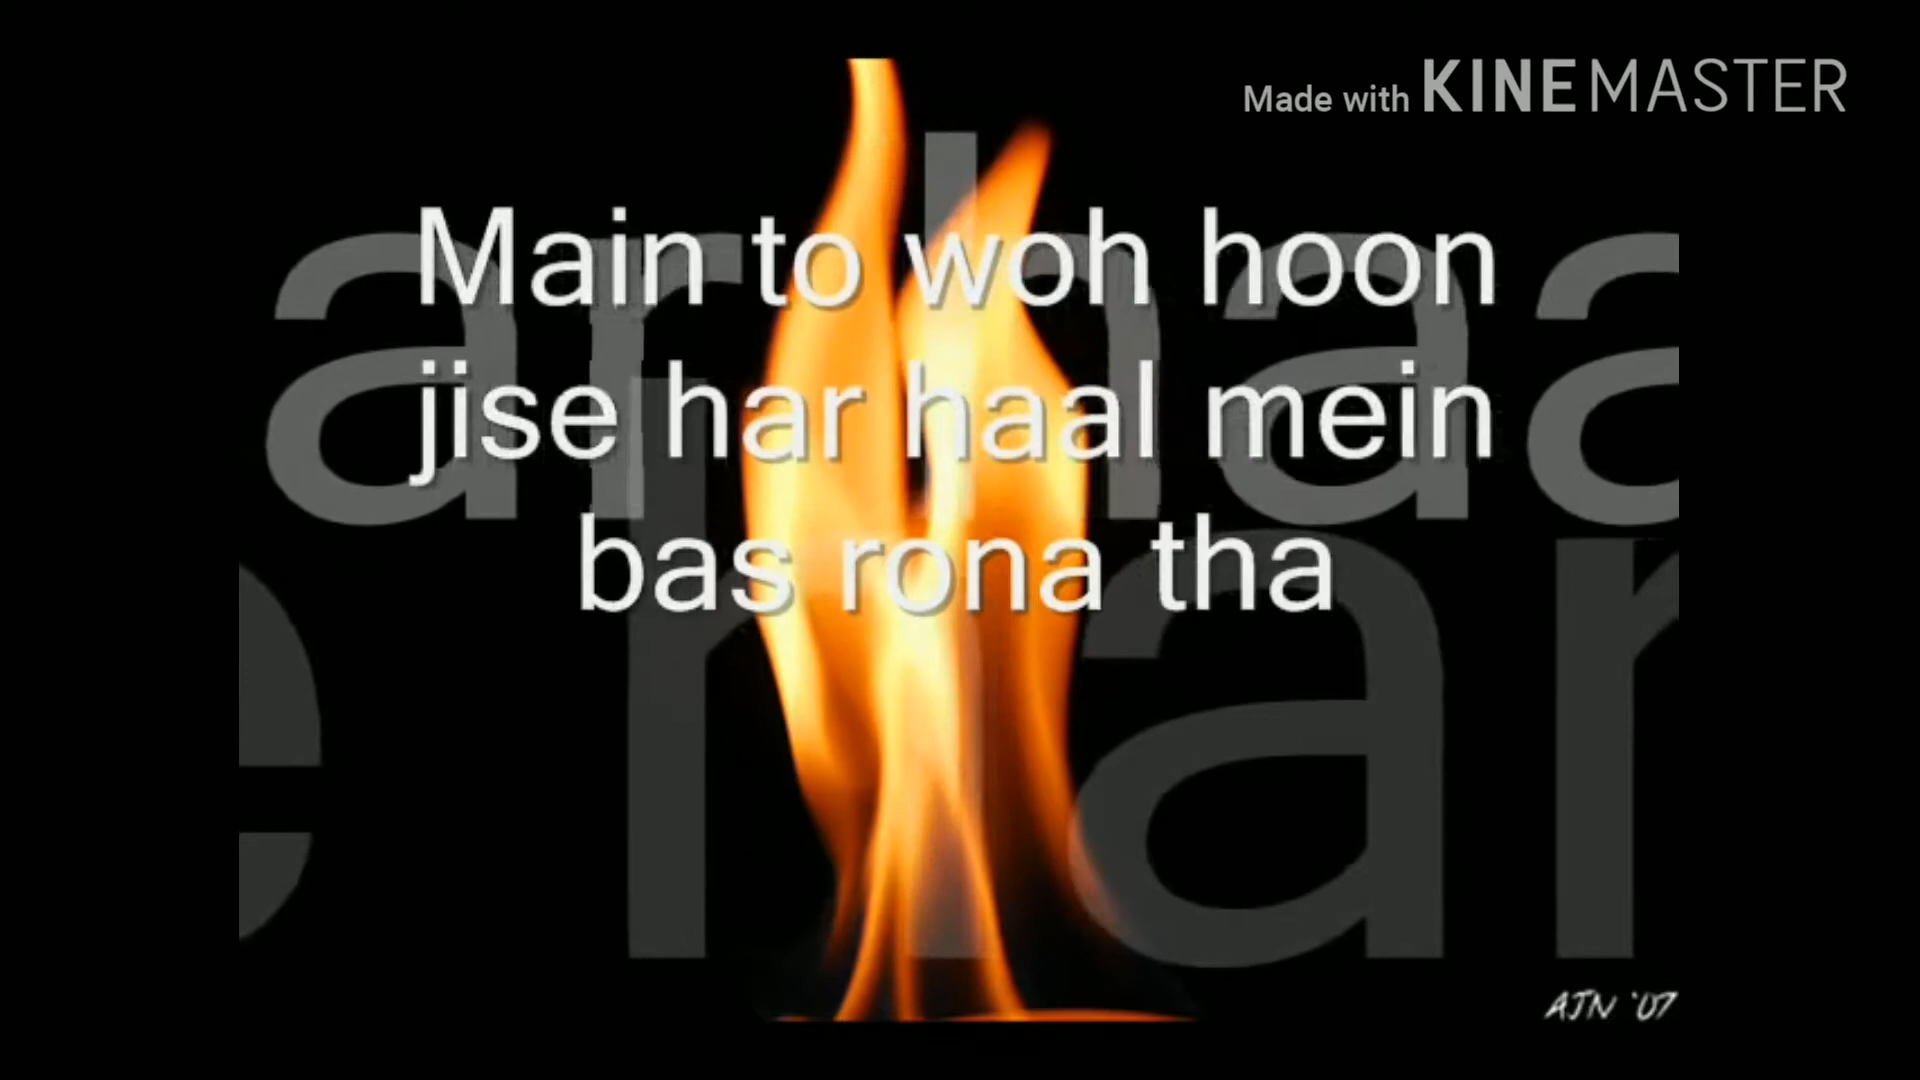 Made with KINEMASTER
Main to woh hoon
jise har haal mein
bas rona tha
AJN '07